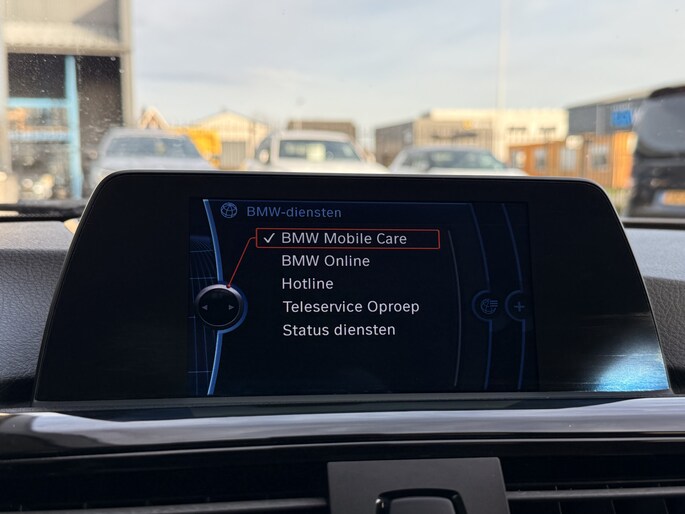 BMW-diensten
✓ BMW Mobile Care
BMW Online
Hotline
Teleservice Oproep
Status diensten